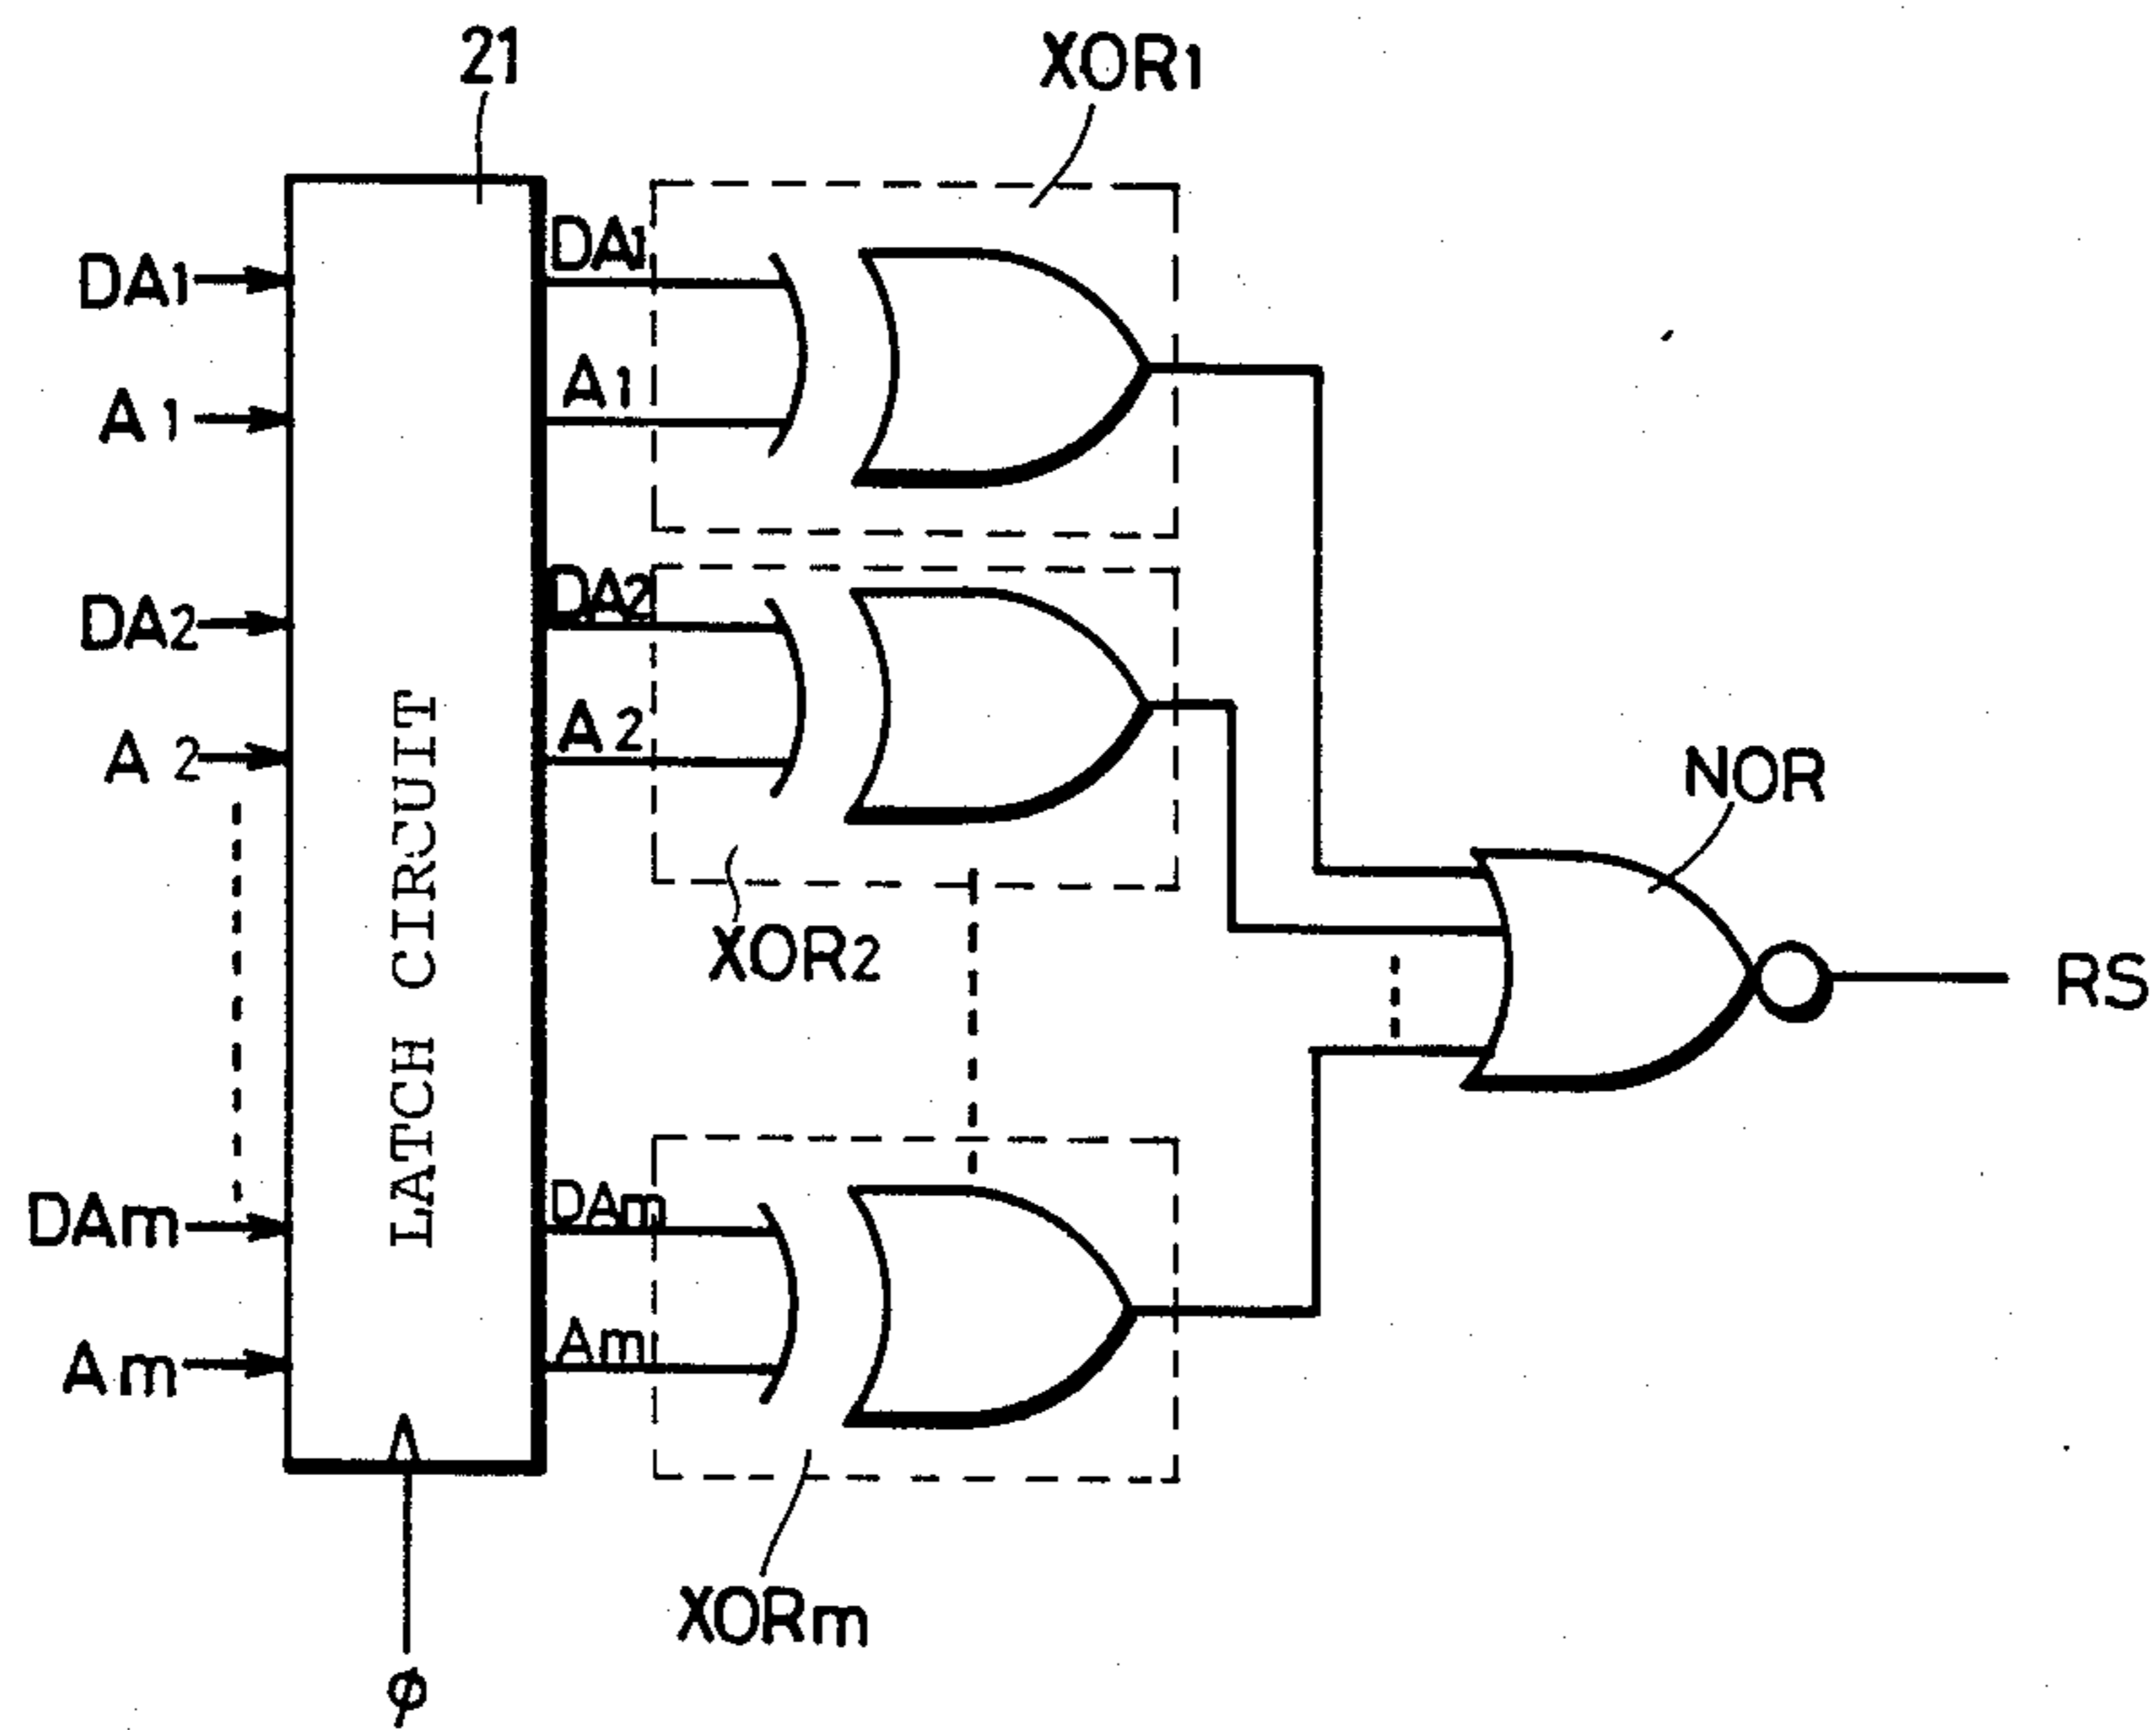 21
XOR1
DA1
DA1
A1
A1
DA2
DA2
A2
A2
LATCH CIRCUIT
NOR
XOR2
RS
DAm
DAm
Am
Am
XORm
φ